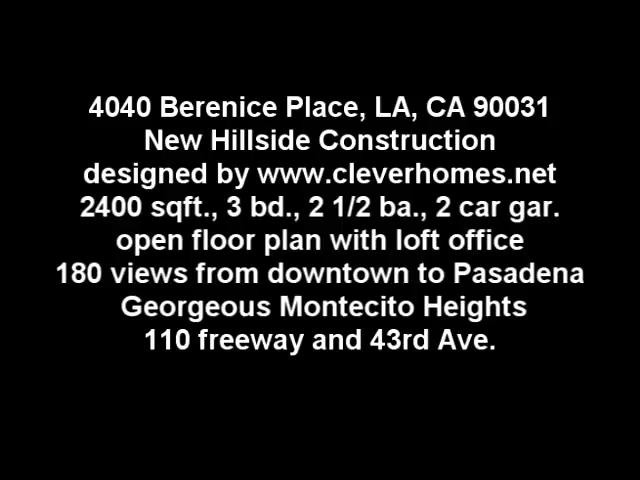 4040 Berenice Place, LA, CA 90031
New Hillside Construction
designed by www.cleverhomes.net
2400 sqft., 3 bd., 2 1/2 ba., 2 car gar.
open floor plan with loft office
180 views from downtown to Pasadena
Georgeous Montecito Heights
110 freeway and 43rd Ave.